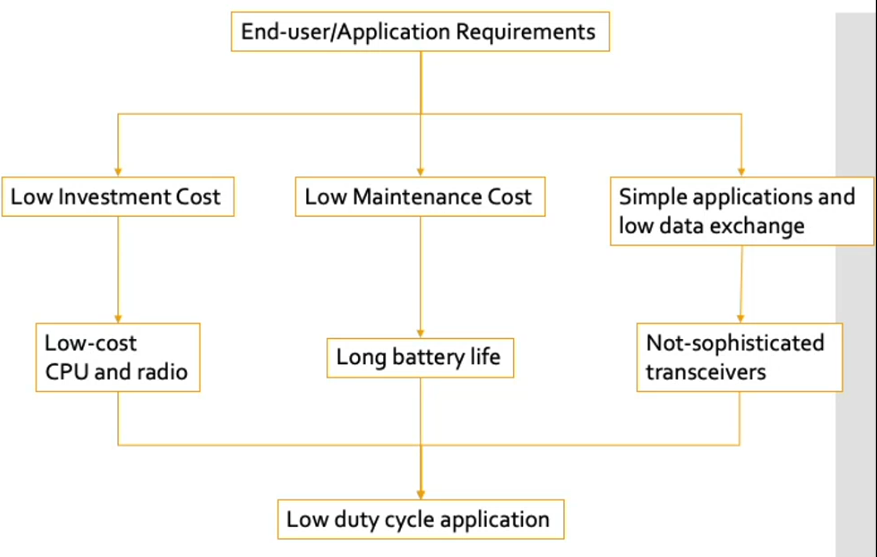 End-user/Application Requirements
Low Investment Cost
Low Maintenance Cost
Simple applications and
low data exchange
Low-cost
CPU and radio
Long battery life
Not-sophisticated
transceivers
Low duty cycle application